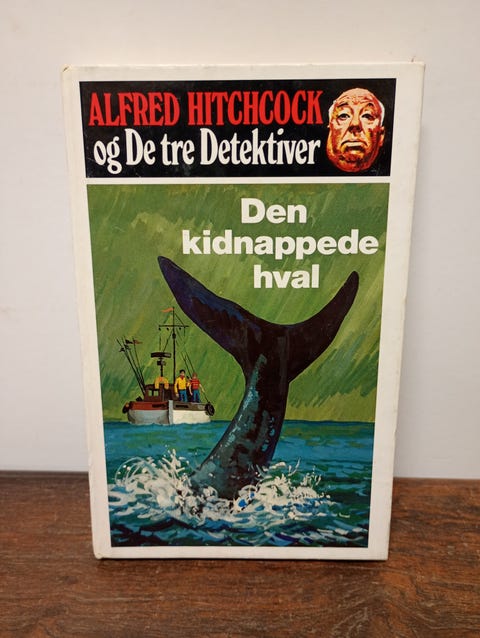 ALFRED HITCHCOCK
og De tre Detektiver
Den
kidnappede
hval